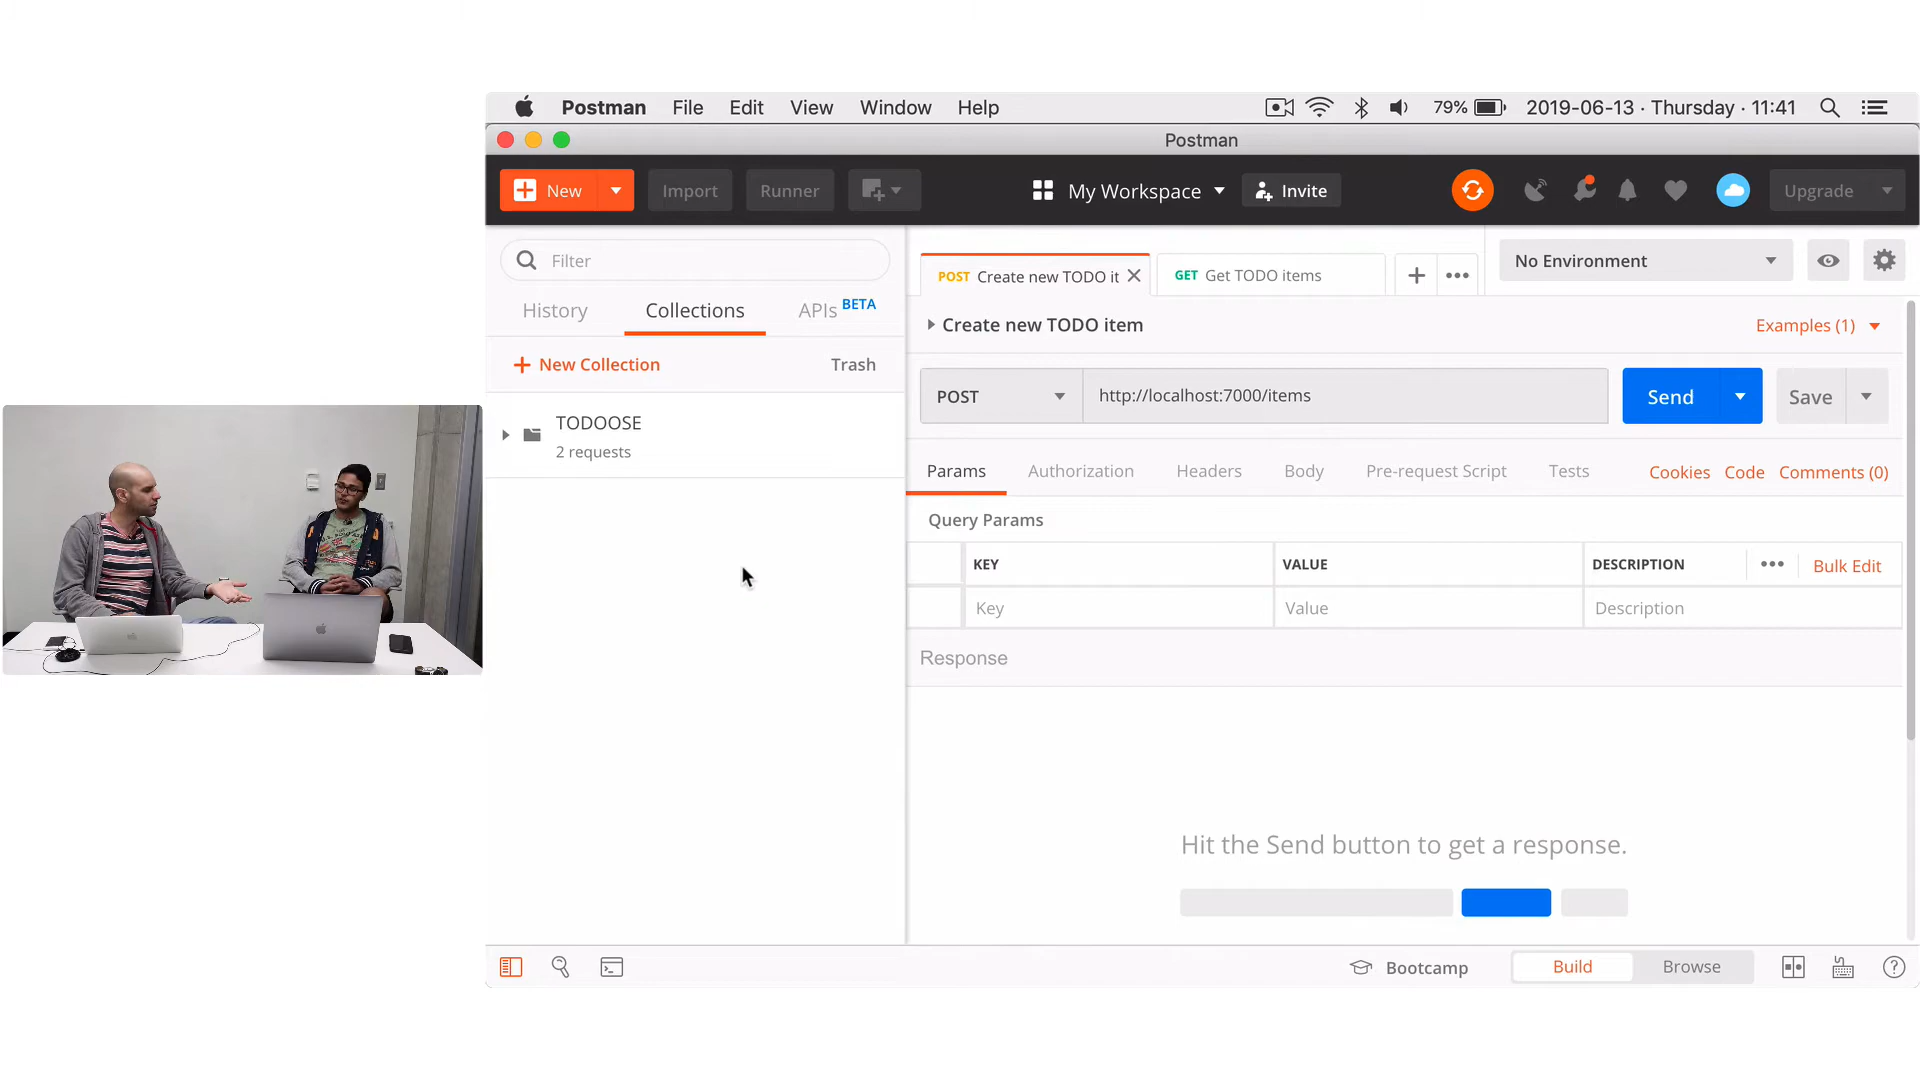 Postman File Edit View Window Help 79% 2019-06-13 · Thursday · 11:41
Postman
New Import Runner My Workspace Invite Upgrade
Filter
History Collections APIs BETA
New Collection Trash
TODOOSE
2 requests
POST Create new TODO it GET Get TODO items No Environment
Create new TODO item Examples (1)
POST http://localhost:7000/items Send Save
Params Authorization Headers Body Pre-request Script Tests Cookies Code Comments (0)
Query Params
KEY VALUE DESCRIPTION Bulk Edit
Key Value Description
Response
Hit the Send button to get a response.
Bootcamp Build Browse